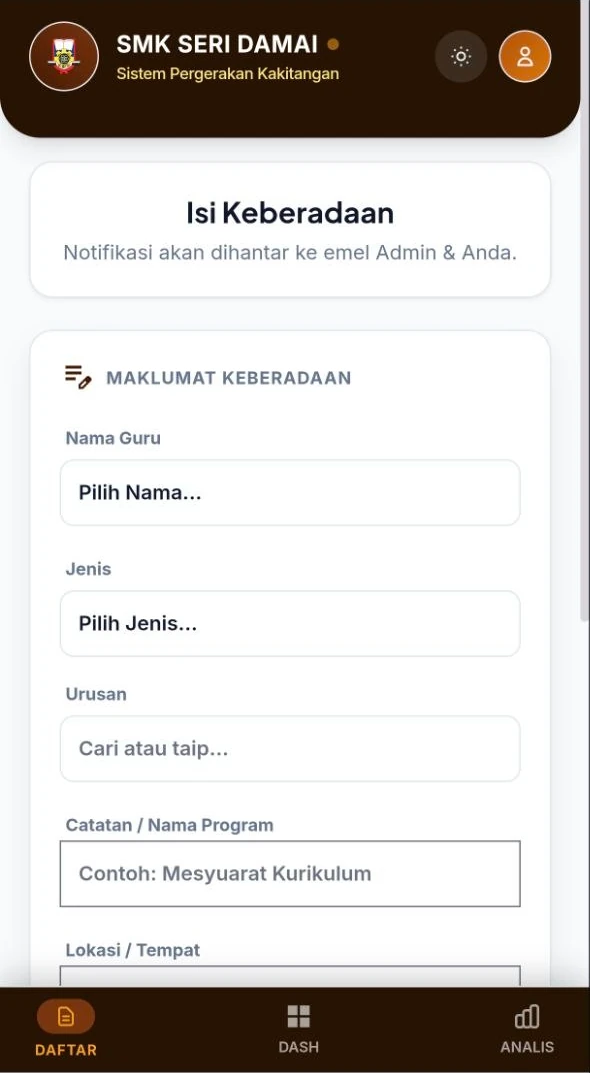 SMK SERI DAMAI
Sistem Pergerakan Kakitangan
Isi Keberadaan
Notifikasi akan dihantar ke emel Admin & Anda.
MAKLUMAT KEBERADAAN
Nama Guru
Pilih Nama...
Jenis
Pilih Jenis...
Urusan
Cari atau taip...
Catatan / Nama Program
Contoh: Mesyuarat Kurikulum
Lokasi / Tempat
DAFTAR
DASH
ANALIS